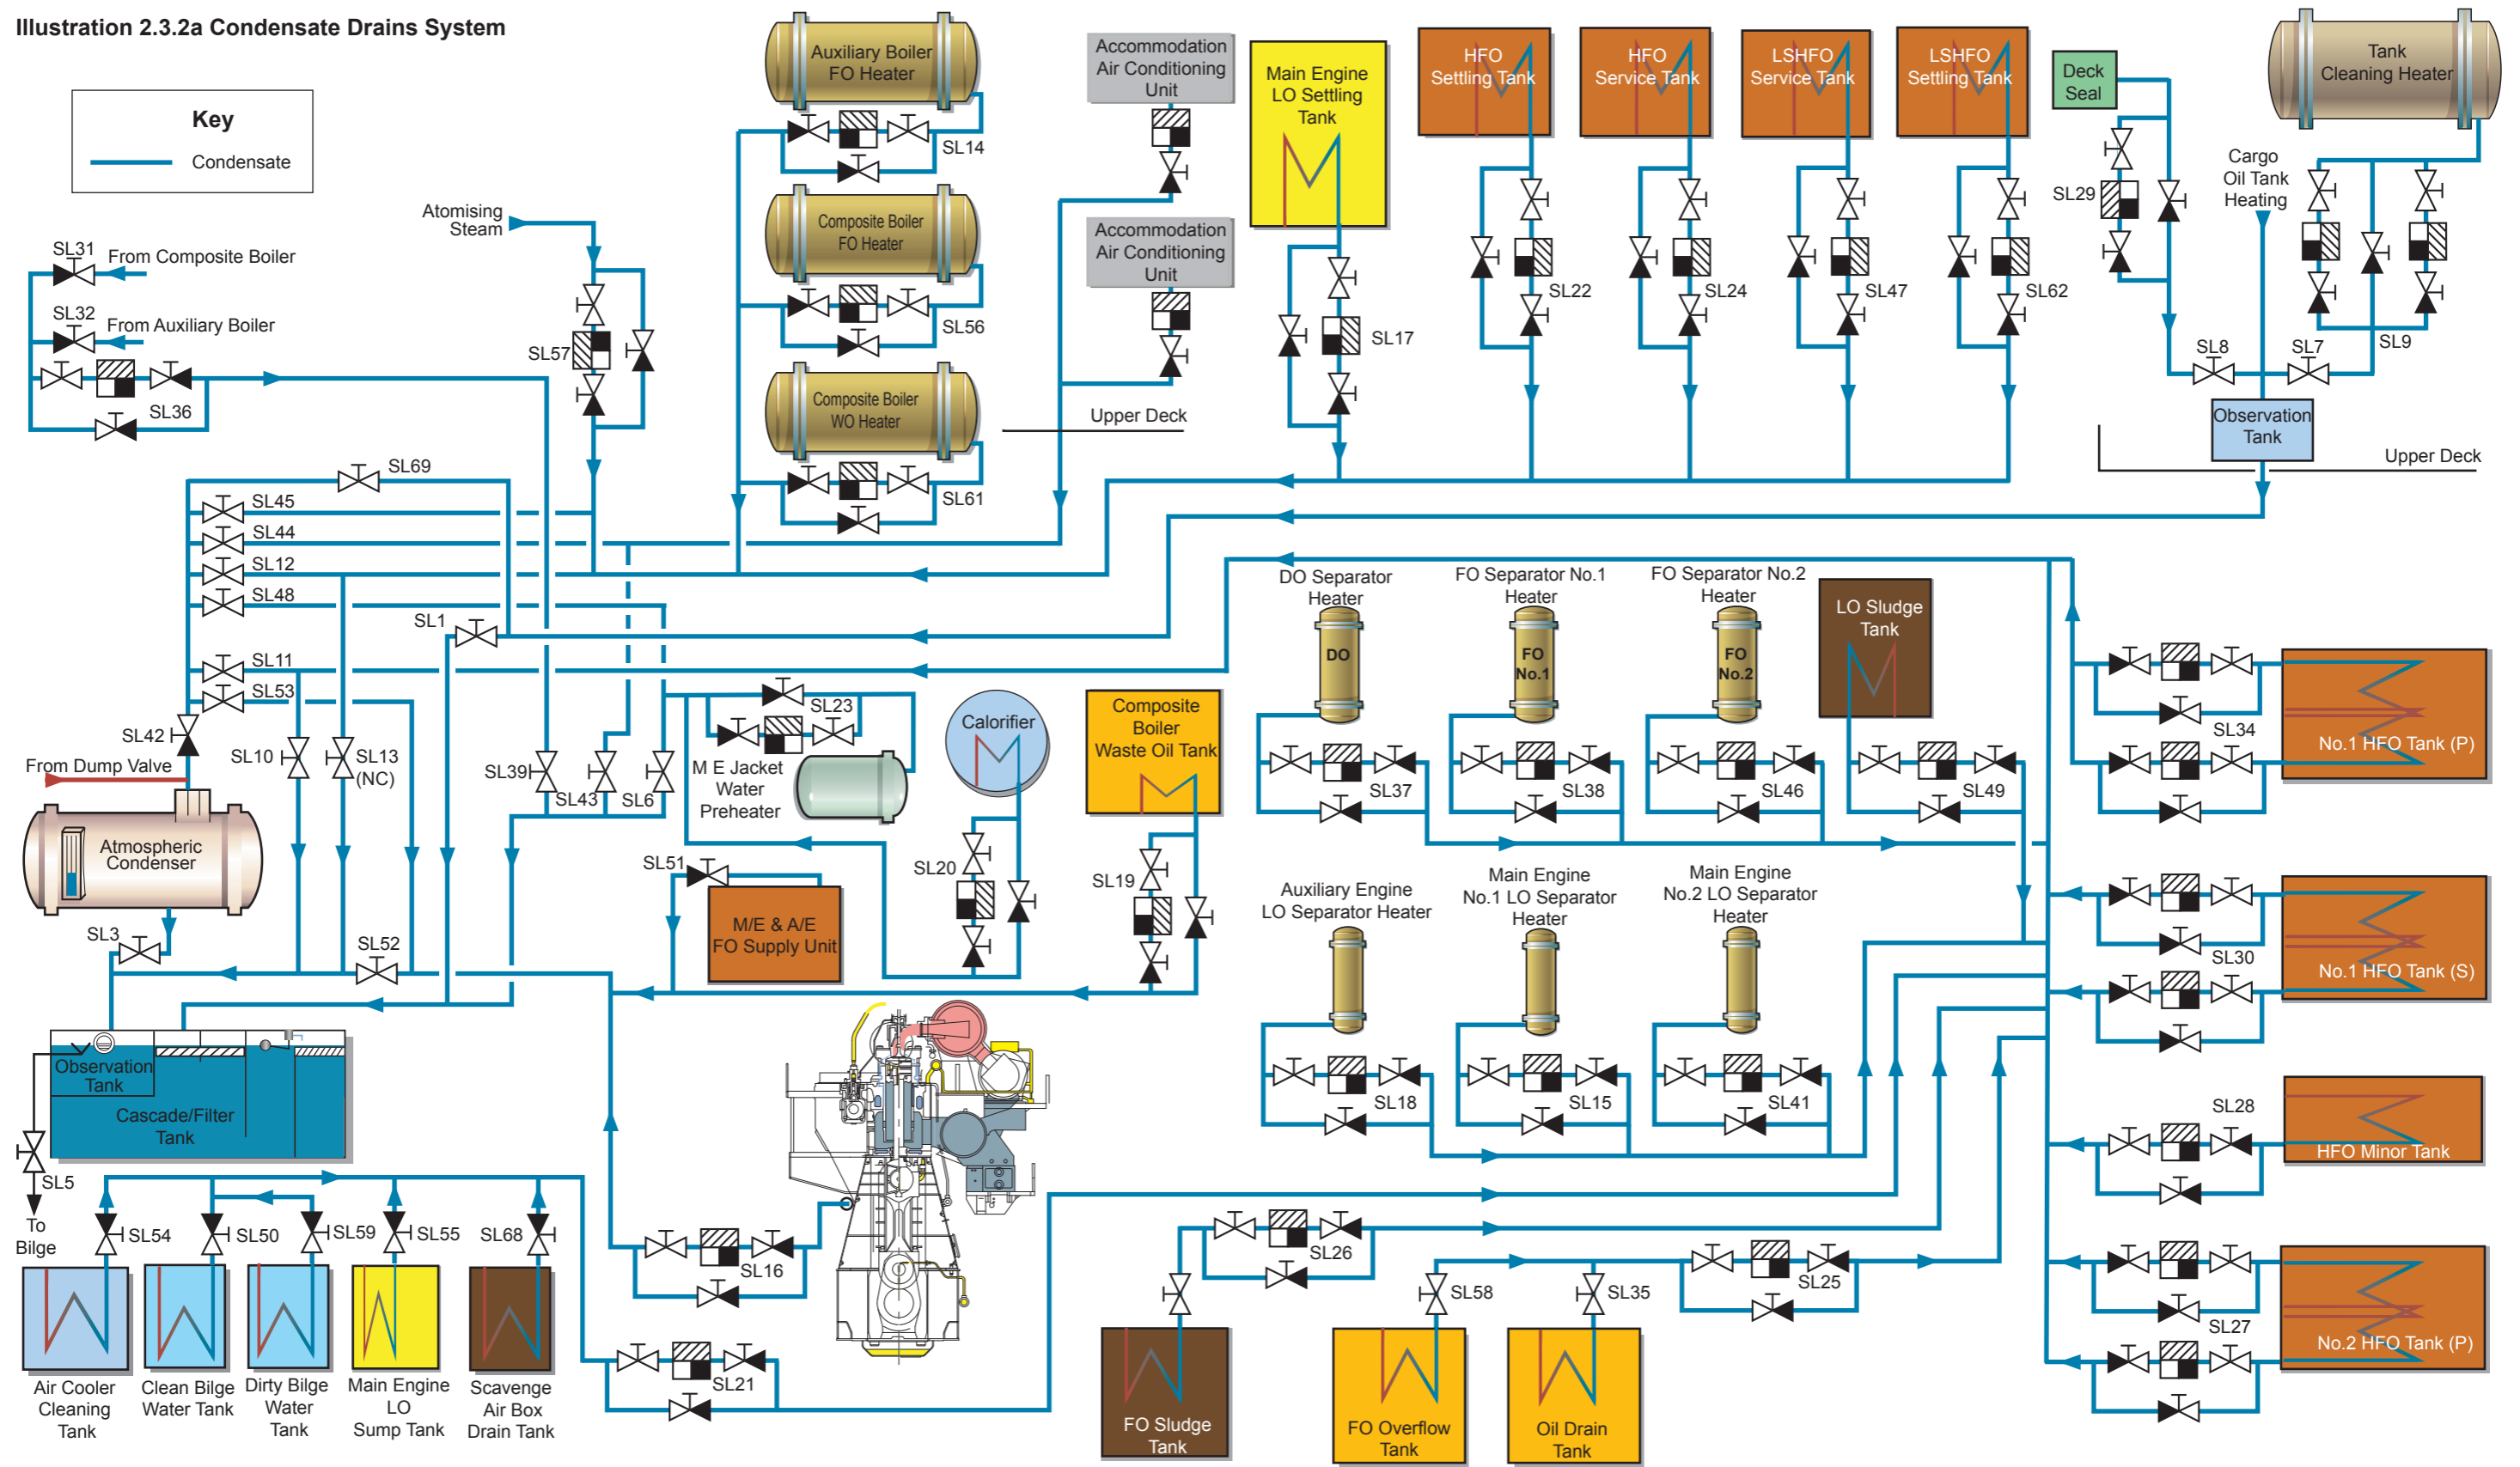 Illustration 2.3.2a Condensate Drains System
Key
Condensate
Auxiliary Boiler
FO Heater
SL14
Composite Boiler
FO Heater
SL56
Composite Boiler
WO Heater
SL61
Accommodation
Air Conditioning
Unit
Accommodation
Air Conditioning
Unit
Upper Deck
Main Engine
LO Settling
Tank
SL17
HFO
Settling Tank
SL22
HFO
Service Tank
SL24
LSHFO
Service Tank
SL47
LSHFO
Settling Tank
SL62
Deck
Seal
SL29
Cargo
Oil Tank
Heating
Tank
Cleaning Heater
SL8
SL7
SL9
Observation
Tank
Upper Deck
Atomising
Steam
SL57
SL31
From Composite Boiler
SL32
From Auxiliary Boiler
SL36
SL69
SL45
SL44
SL12
SL48
SL1
SL11
SL53
SL42
SL10
SL13
(NC)
SL39
SL43
SL6
From Dump Valve
Atmospheric
Condenser
SL3
SL52
SL23
M E Jacket
Water
Preheater
Calorifier
SL20
Composite
Boiler
Waste Oil Tank
SL19
SL51
M/E & A/E
FO Supply Unit
DO Separator
Heater
DO
SL37
FO Separator No.1
Heater
FO
No.1
SL38
FO Separator No.2
Heater
FO
No.2
SL46
LO Sludge
Tank
SL49
Auxiliary Engine
LO Separator Heater
SL18
Main Engine
No.1 LO Separator
Heater
SL15
Main Engine
No.2 LO Separator
Heater
SL41
SL34
No.1 HFO Tank (P)
SL30
No.1 HFO Tank (S)
SL28
HFO Minor Tank
SL27
No.2 HFO Tank (P)
Observation
Tank
Cascade/Filter
Tank
SL5
To
Bilge
SL54
SL50
SL59
SL55
SL68
Air Cooler
Cleaning
Tank
Clean Bilge
Water Tank
Dirty Bilge
Water
Tank
Main Engine
LO
Sump Tank
Scavenge
Air Box
Drain Tank
SL16
SL21
SL26
SL58
SL35
SL25
FO Sludge
Tank
FO Overflow
Tank
Oil Drain
Tank